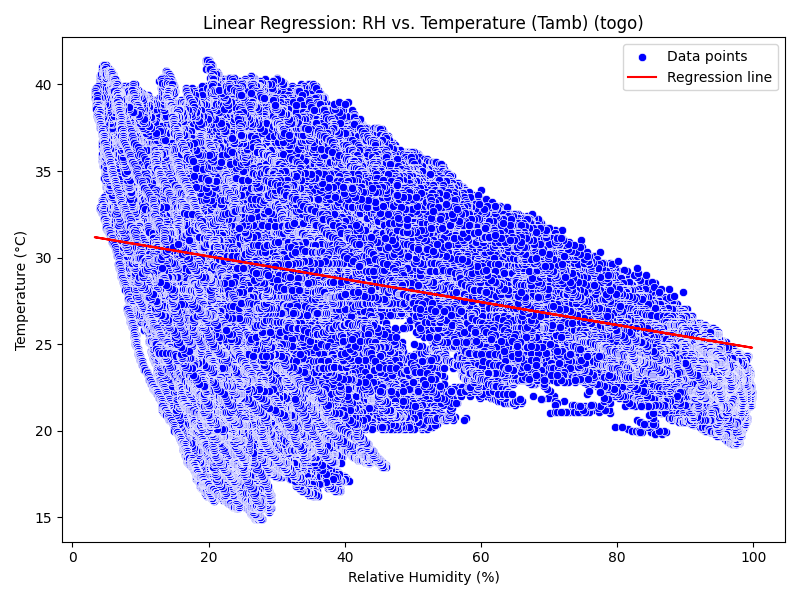 Linear Regression: RH vs. Temperature (Tamb) (togo)
Data points
Regression line
40
35
30
25
20
15
Temperature (°C)
0 20 40 60 80 100
Relative Humidity (%)